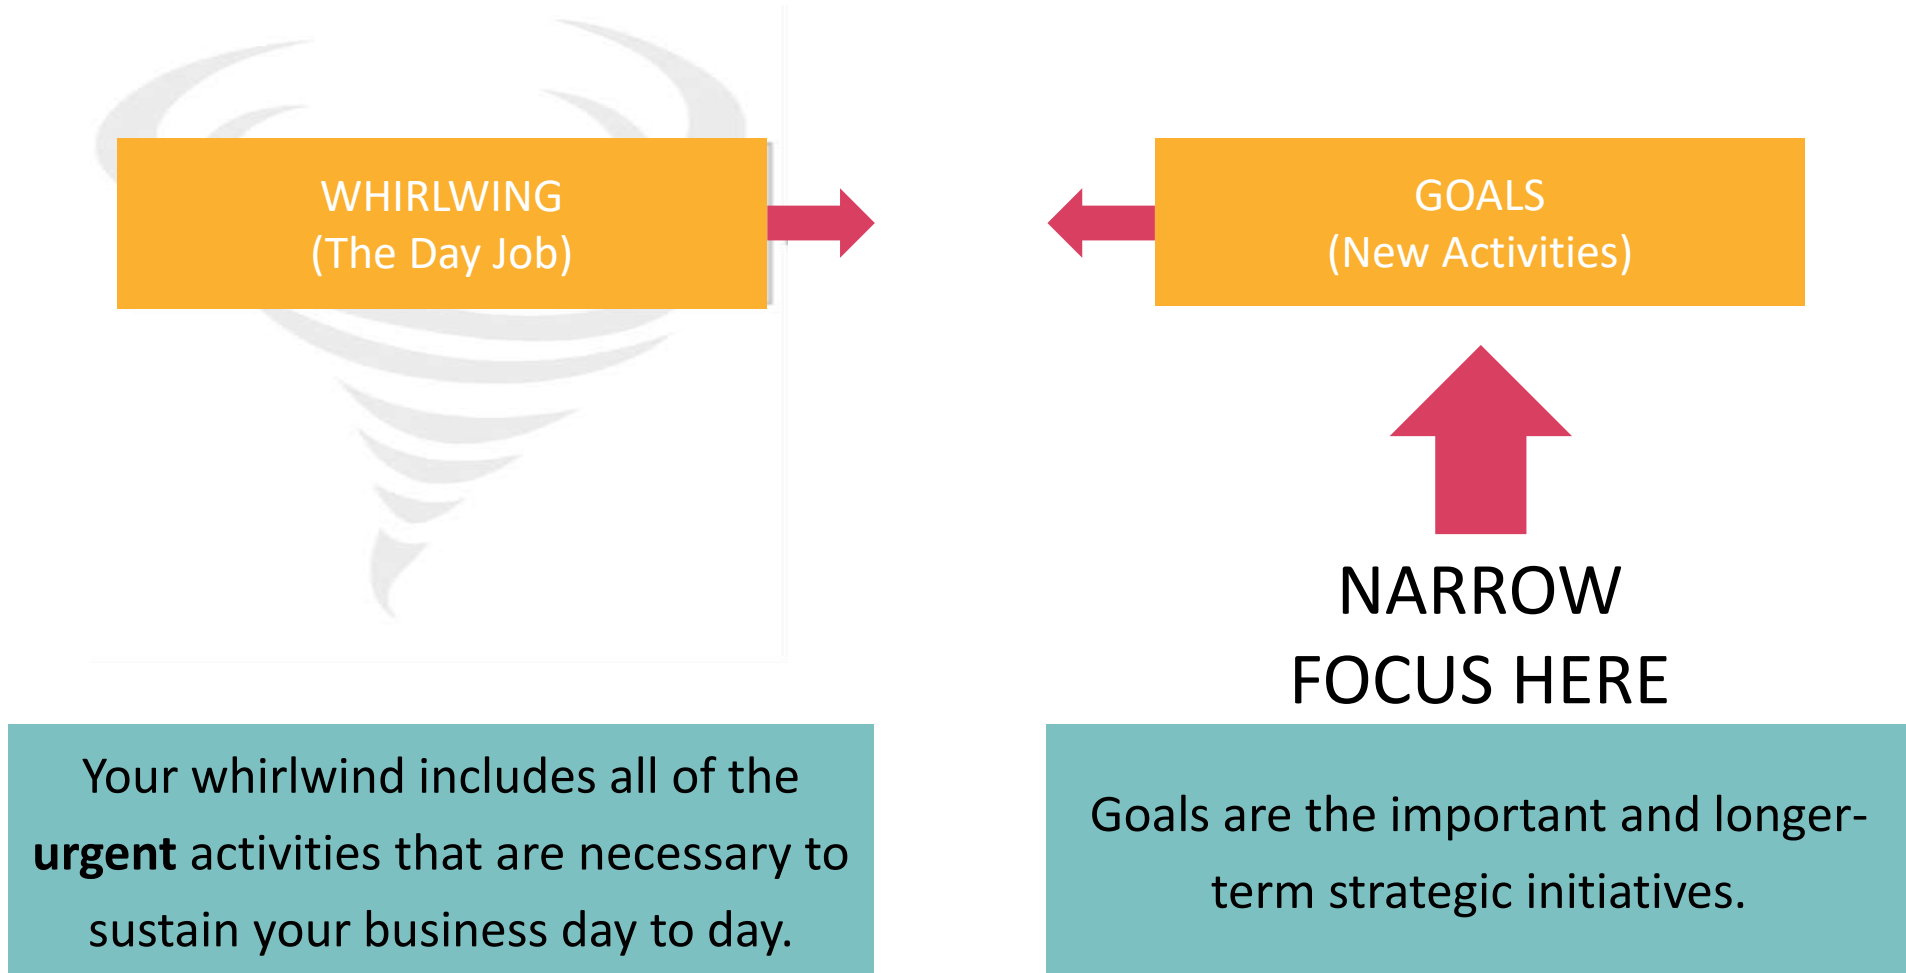 WHIRLWING
(The Day Job)
GOALS
(New Activities)
NARROW
FOCUS HERE
Your whirlwind includes all of the
urgent activities that are necessary to
sustain your business day to day.
Goals are the important and longer-
term strategic initiatives.